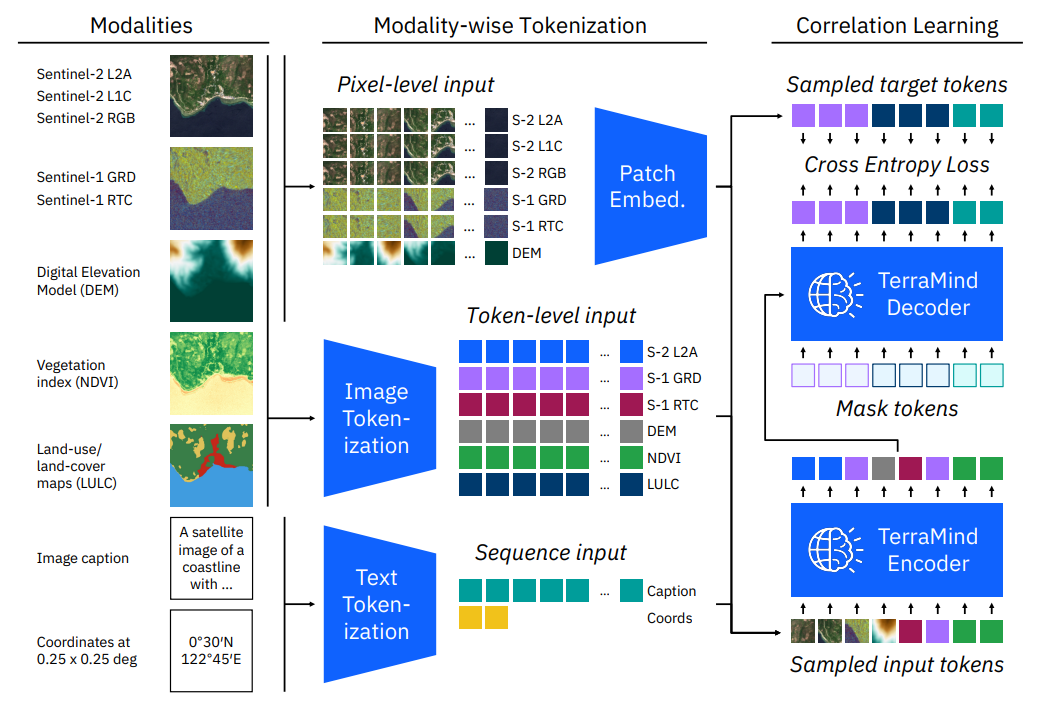 Modalities
Modality-wise Tokenization
Correlation Learning
Sentinel-2 L2A
Sentinel-2 L1C
Sentinel-2 RGB
Sentinel-1 GRD
Sentinel-1 RTC
Digital Elevation
Model (DEM)
Vegetation
index (NDVI)
Land-use/
land-cover
maps (LULC)
Image caption
A satellite
image of a
coastline
with ...
Coordinates at
0.25 x 0.25 deg
0°30'N
122°45'E
Pixel-level input
... S-2 L2A
... S-2 L1C
... S-2 RGB
... S-1 GRD
... S-1 RTC
... DEM
Patch
Embed.
Token-level input
Image
Token-
ization
... S-2 L2A
... S-1 GRD
... S-1 RTC
... DEM
... NDVI
... LULC
Text
Token-
ization
Sequence input
... Caption
Coords
Sampled target tokens
Cross Entropy Loss
TerraMind
Decoder
Mask tokens
TerraMind
Encoder
Sampled input tokens